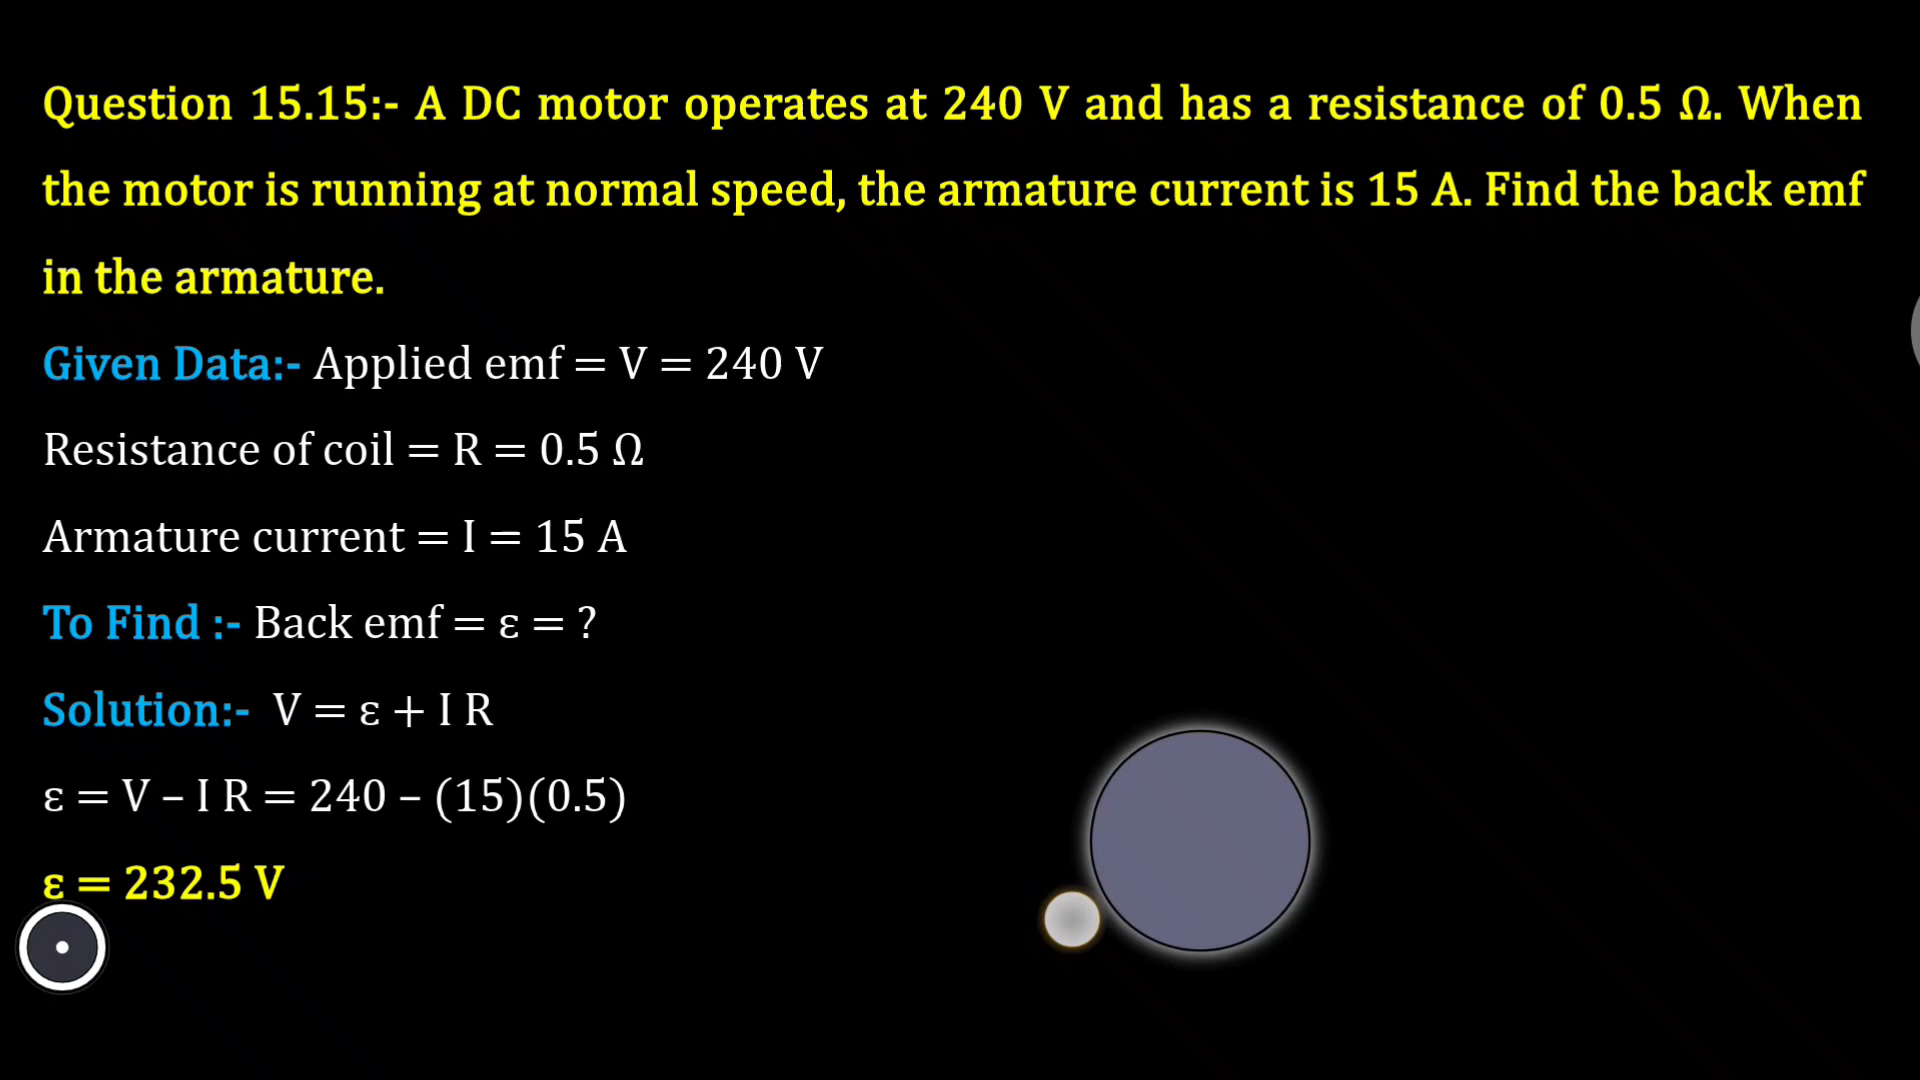 Question 15.15:- A DC motor operates at 240 V and has a resistance of 0.5 Ω. When
the motor is running at normal speed, the armature current is 15 A. Find the back emf
in the armature.
Given Data:- Applied emf = V = 240 V
Resistance of coil = R = 0.5 Ω
Armature current = I = 15 A
To Find :- Back emf = ε = ?
Solution:- V = ε + I R
ε = V – I R = 240 – (15)(0.5)
ε = 232.5 V